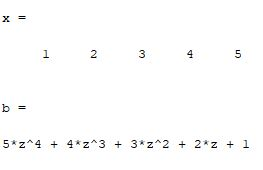 x =
1 2 3 4 5
b =
5*z^4 + 4*z^3 + 3*z^2 + 2*z + 1